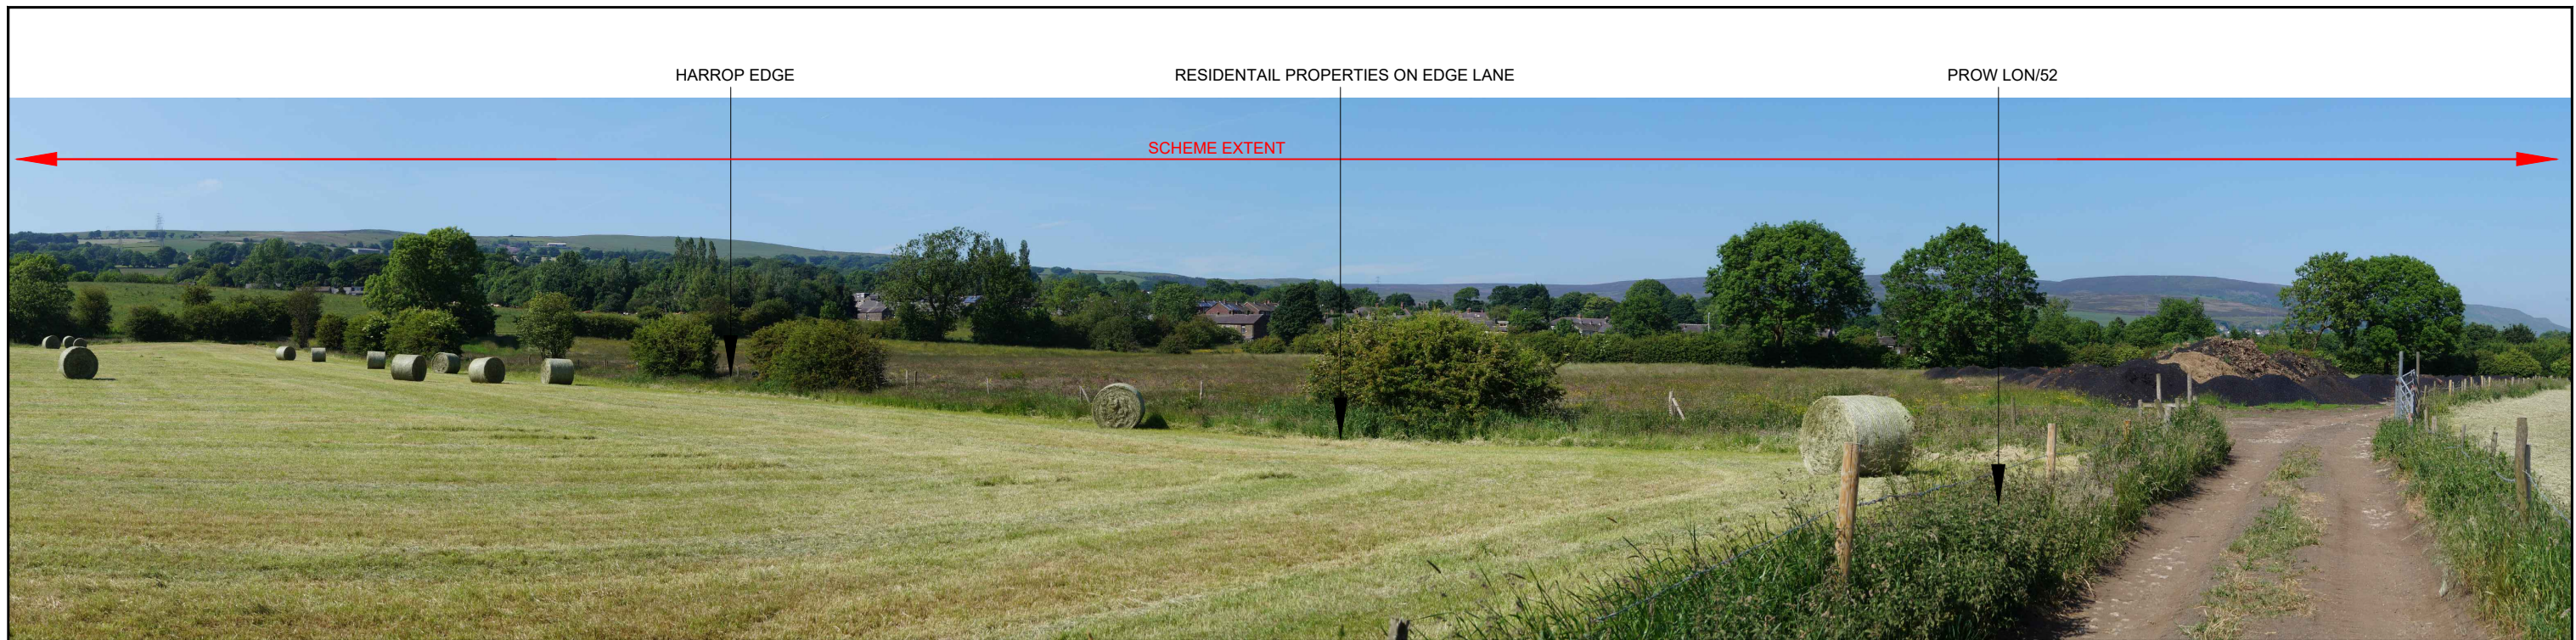 HARROP EDGE
RESIDENTAIL PROPERTIES ON EDGE LANE
PROW LON/52
SCHEME EXTENT